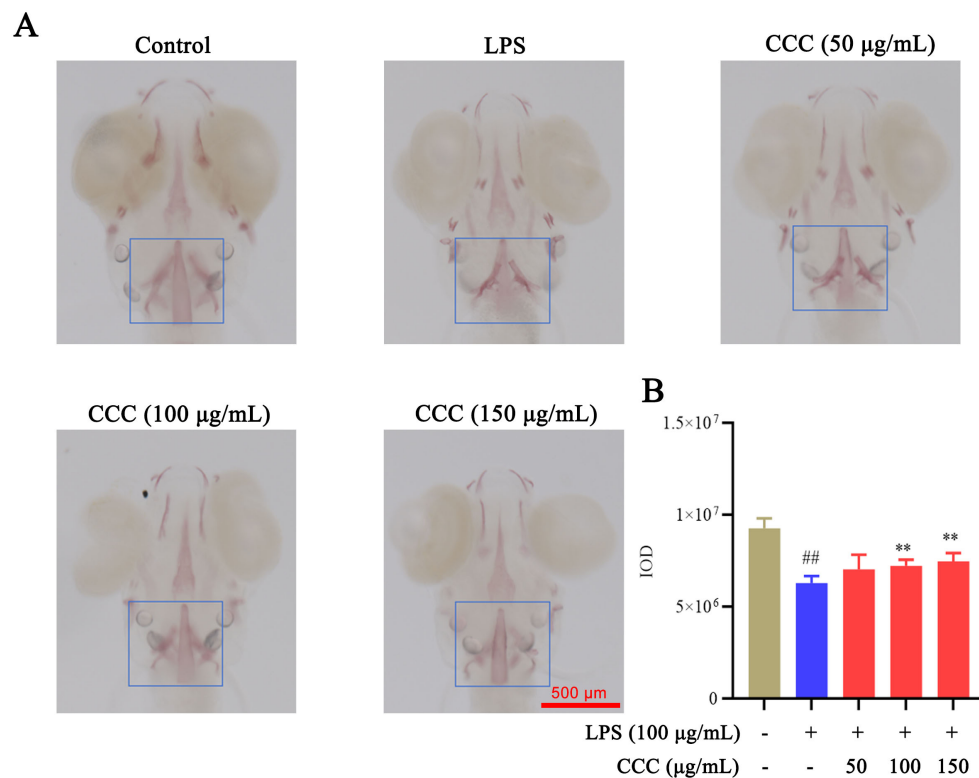 A
Control
LPS
CCC (50 μg/mL)
CCC (100 μg/mL)
CCC (150 μg/mL)
500 μm
B
1.5×10⁷
1×10⁷
5×10⁶
0
IOD
##
**
**
LPS (100 μg/mL) - + + + +
CCC (μg/mL) - - 50 100 150